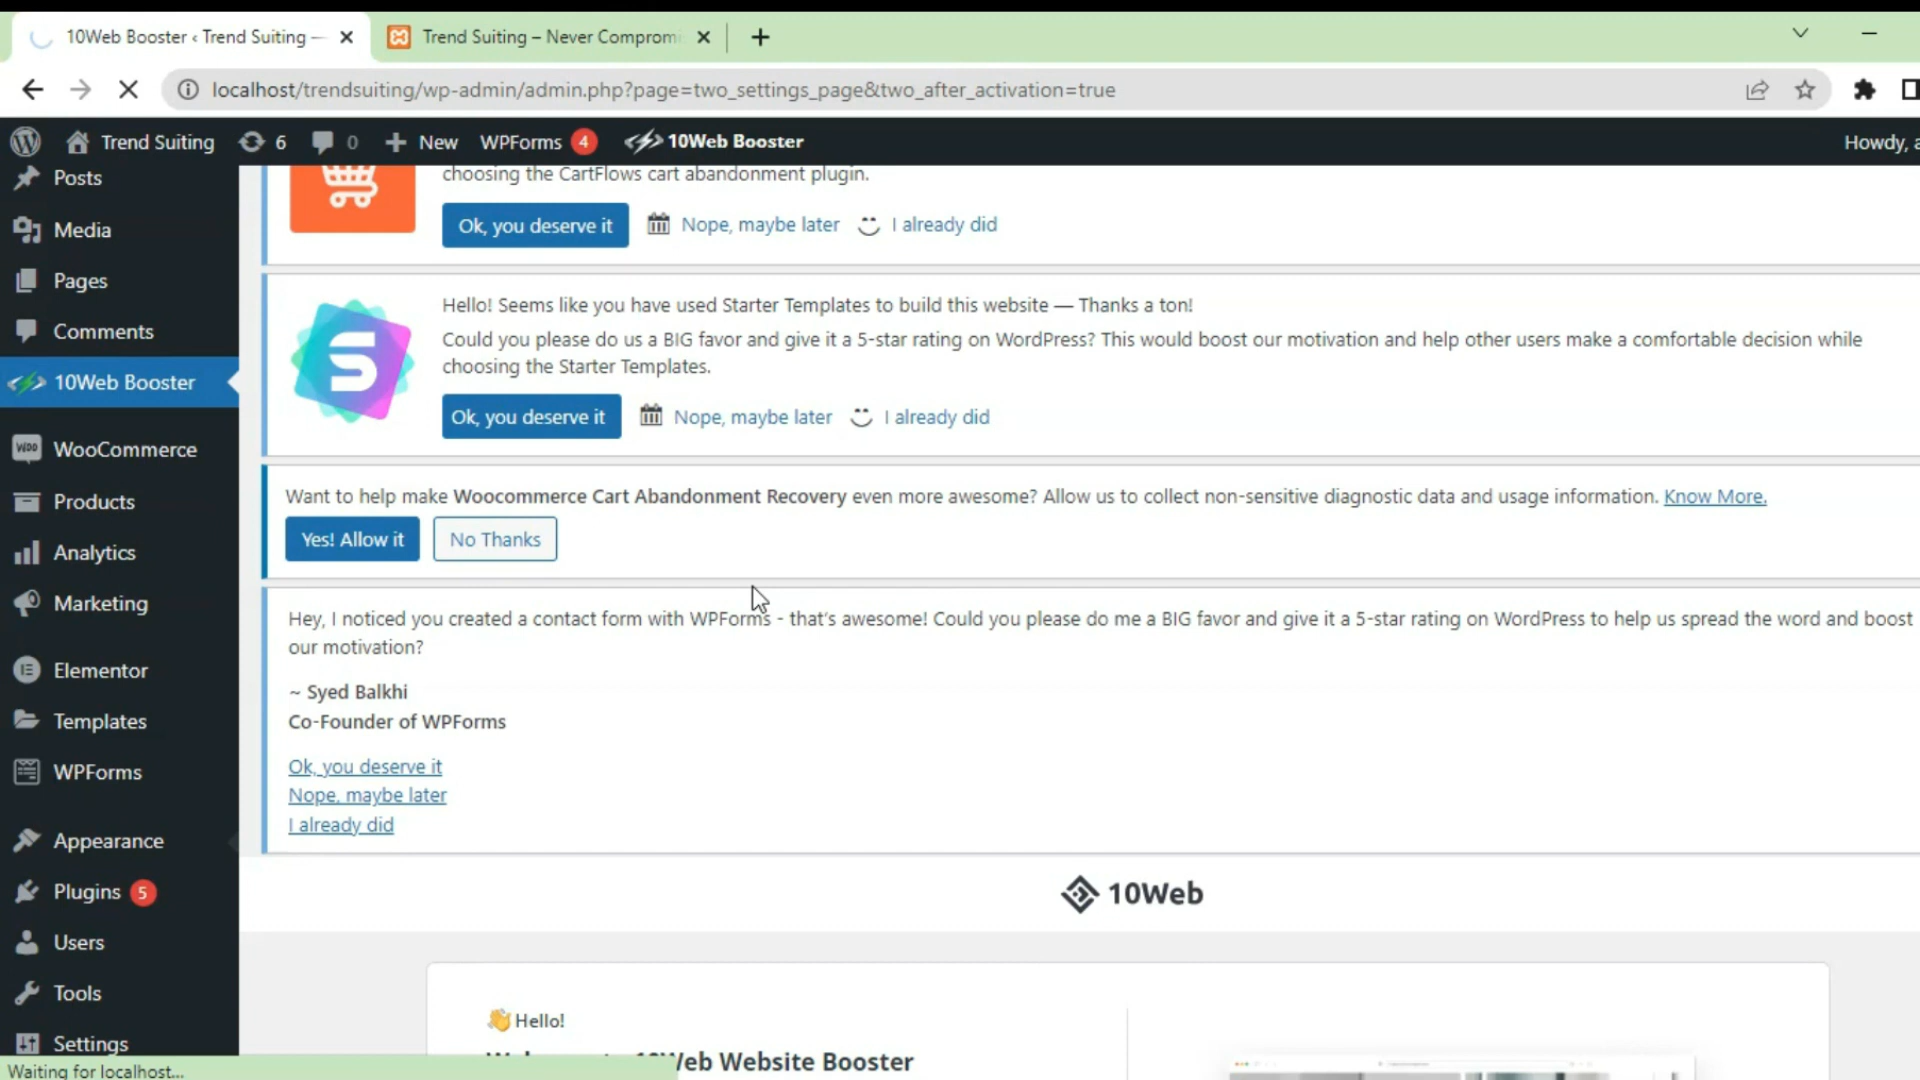 10Web Booster ‹ Trend Suiting —
Trend Suiting – Never Compromi
localhost/trendsuiting/wp-admin/admin.php?page=two_settings_page&two_after_activation=true
Trend Suiting
6
0
New
WPForms 4
10Web Booster
Howdy, a
Posts
Media
Pages
Comments
10Web Booster
WooCommerce
Products
Analytics
Marketing
Elementor
Templates
WPForms
Appearance
Plugins 5
Users
Tools
Settings
Waiting for localhost...
choosing the CartFlows cart abandonment plugin.
Ok, you deserve it
Nope, maybe later
I already did
Hello! Seems like you have used Starter Templates to build this website — Thanks a ton!
Could you please do us a BIG favor and give it a 5-star rating on WordPress? This would boost our motivation and help other users make a comfortable decision while
choosing the Starter Templates.
Ok, you deserve it
Nope, maybe later
I already did
Want to help make Woocommerce Cart Abandonment Recovery even more awesome? Allow us to collect non-sensitive diagnostic data and usage information. Know More.
Yes! Allow it
No Thanks
Hey, I noticed you created a contact form with WPForms - that's awesome! Could you please do me a BIG favor and give it a 5-star rating on WordPress to help us spread the word and boost
our motivation?
~ Syed Balkhi
Co-Founder of WPForms
Ok, you deserve it
Nope, maybe later
I already did
10Web
Hello!
Web Website Booster